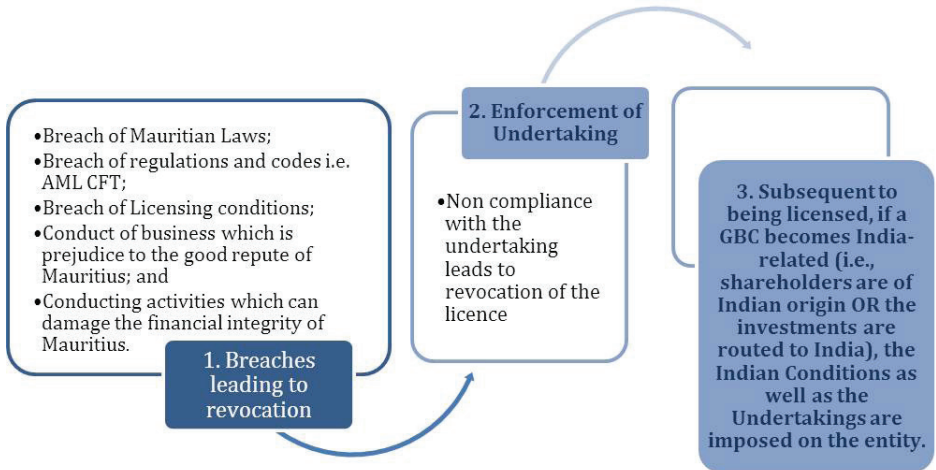 •Breach of Mauritian Laws;
•Breach of regulations and codes i.e.
AML CFT;
•Breach of Licensing conditions;
•Conduct of business which is
prejudice to the good repute of
Mauritius; and
•Conducting activities which can
damage the financial integrity of
Mauritius.
1. Breaches
leading to
revocation
2. Enforcement of
Undertaking
•Non compliance
with the
undertaking
leads to
revocation of the
licence
3. Subsequent to
being licensed, if a
GBC becomes India-
related (i.e.,
shareholders are of
Indian origin OR the
investments are
routed to India), the
Indian Conditions as
well as the
Undertakings are
imposed on the entity.